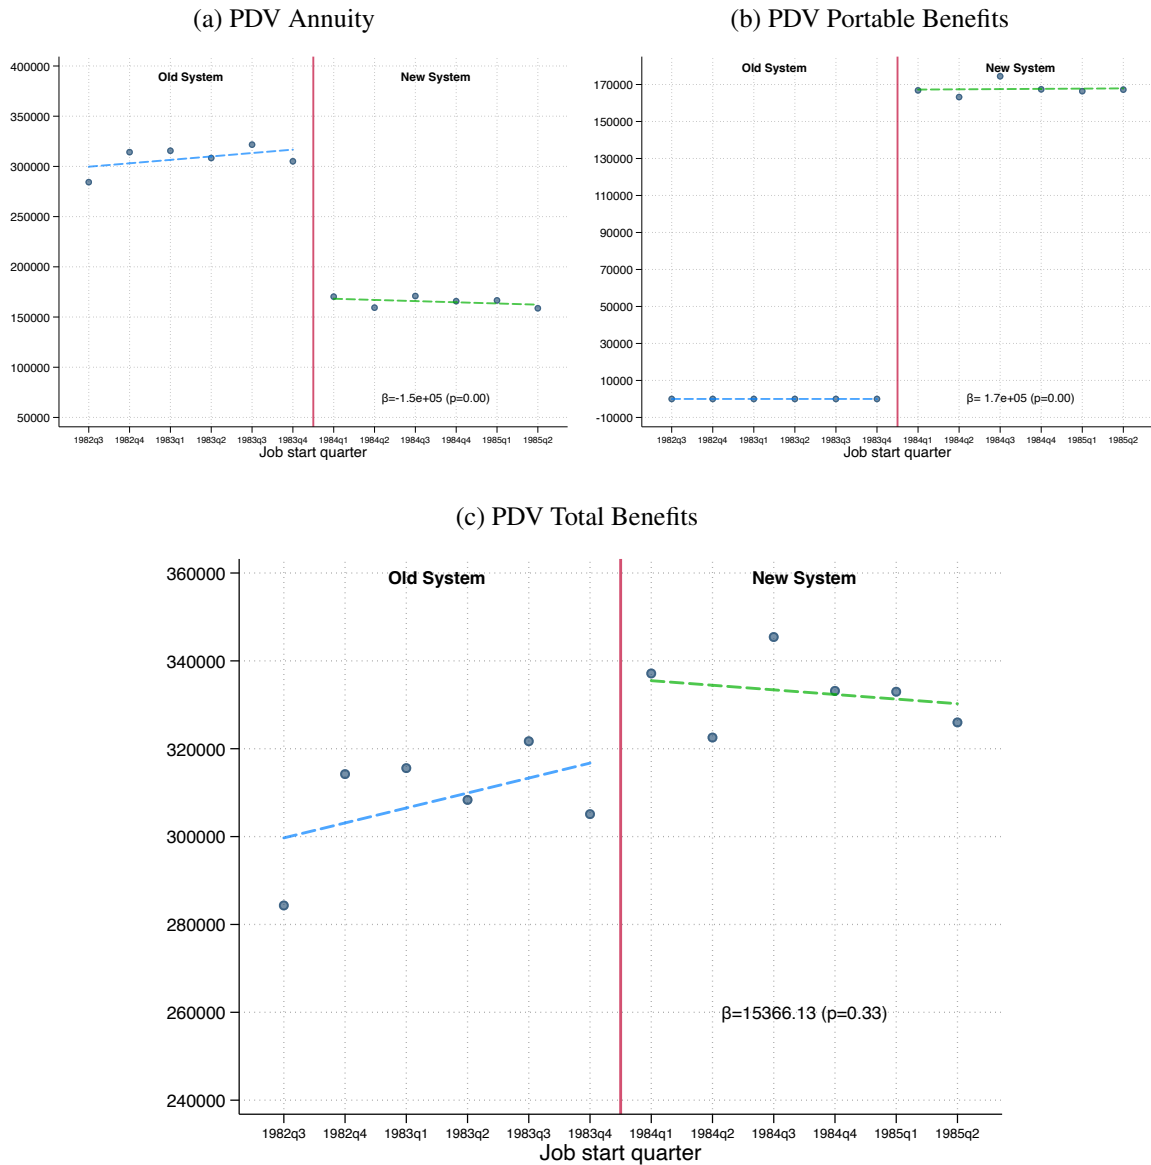 (a) PDV Annuity
Old System New System
400000
350000
300000
250000
200000
150000
100000
50000
β=-1.5e+05 (p=0.00)
1982q3 1982q4 1983q1 1983q2 1983q3 1983q4 1984q1 1984q2 1984q3 1984q4 1985q1 1985q2
Job start quarter
(b) PDV Portable Benefits
Old System New System
170000
150000
130000
110000
90000
70000
50000
30000
10000
-10000
β= 1.7e+05 (p=0.00)
1982q3 1982q4 1983q1 1983q2 1983q3 1983q4 1984q1 1984q2 1984q3 1984q4 1985q1 1985q2
Job start quarter
(c) PDV Total Benefits
Old System New System
360000
340000
320000
300000
280000
260000
240000
β=15366.13 (p=0.33)
1982q3 1982q4 1983q1 1983q2 1983q3 1983q4 1984q1 1984q2 1984q3 1984q4 1985q1 1985q2
Job start quarter